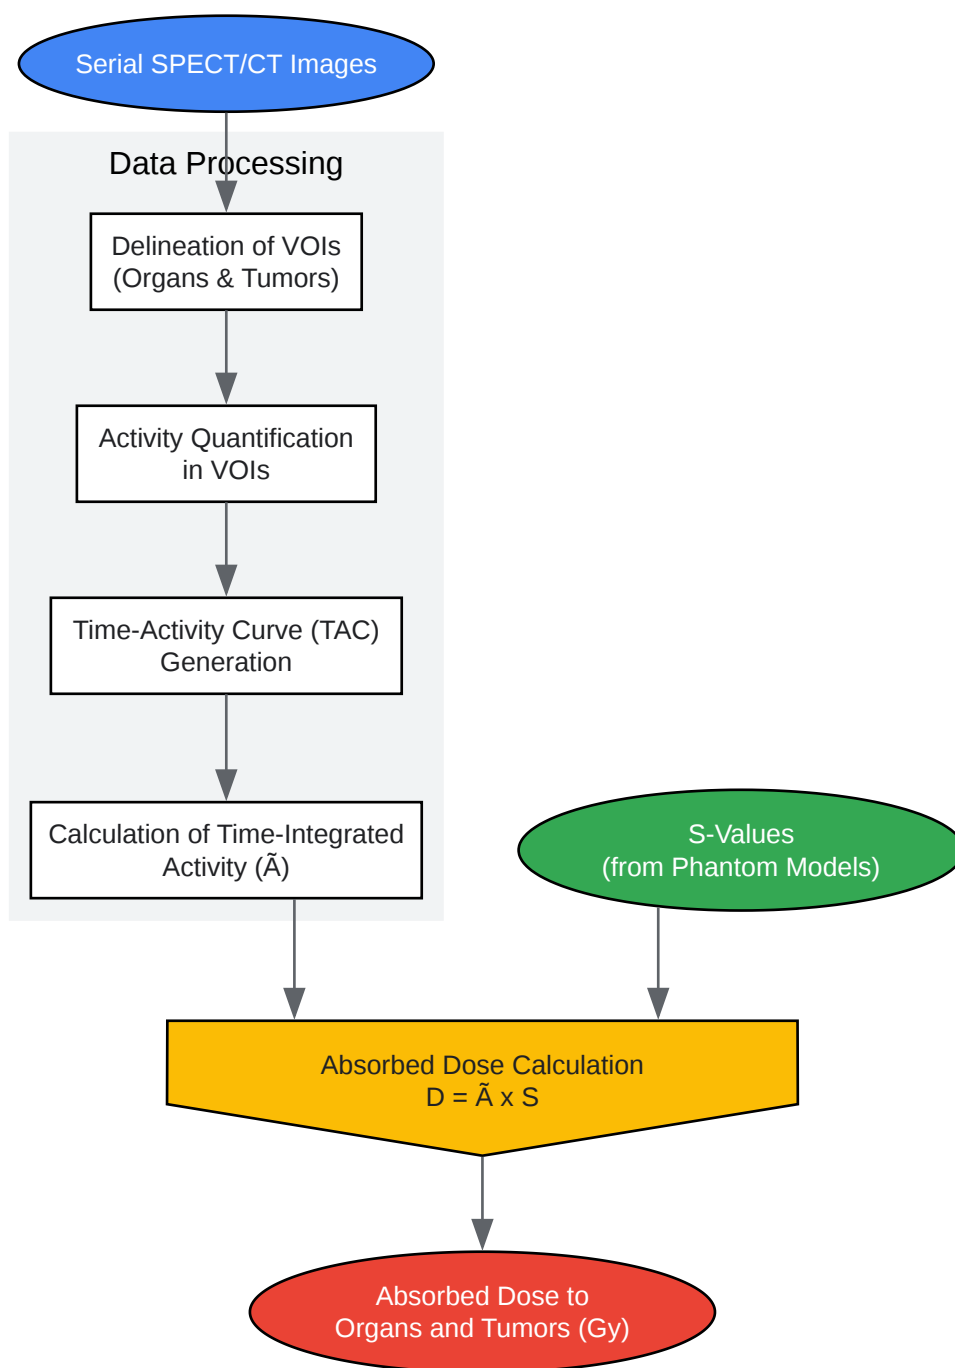 Serial SPECT/CT Images
Data Processing
Delineation of VOIs
(Organs & Tumors)
Activity Quantification
in VOIs
Time-Activity Curve (TAC)
Generation
Calculation of Time-Integrated
Activity (Ã)
S-Values
(from Phantom Models)
Absorbed Dose Calculation
D = Ã x S
Absorbed Dose to
Organs and Tumors (Gy)